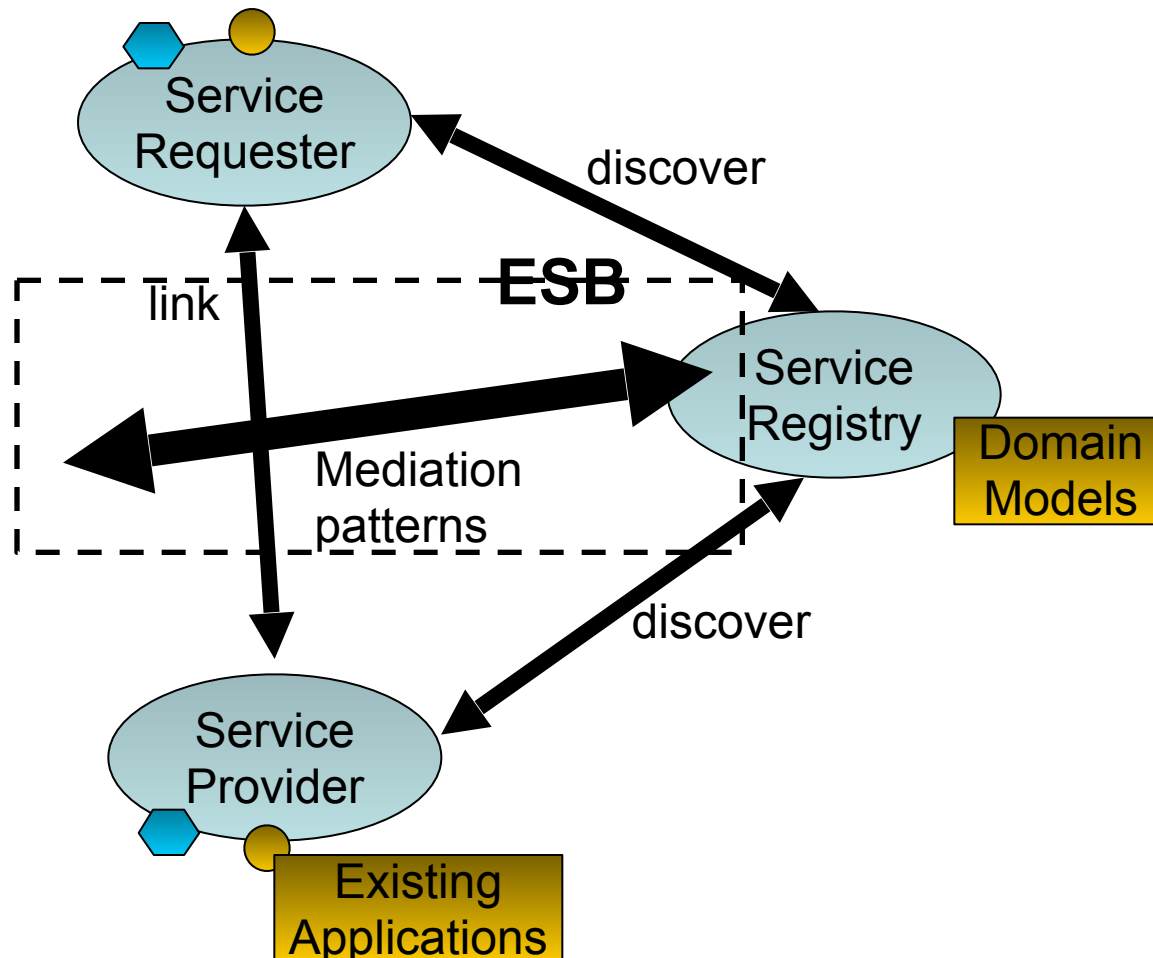 Service
Requester
discover
ESB
link
Service
Registry
Domain
Models
Mediation
patterns
discover
Service
Provider
Existing
Applications